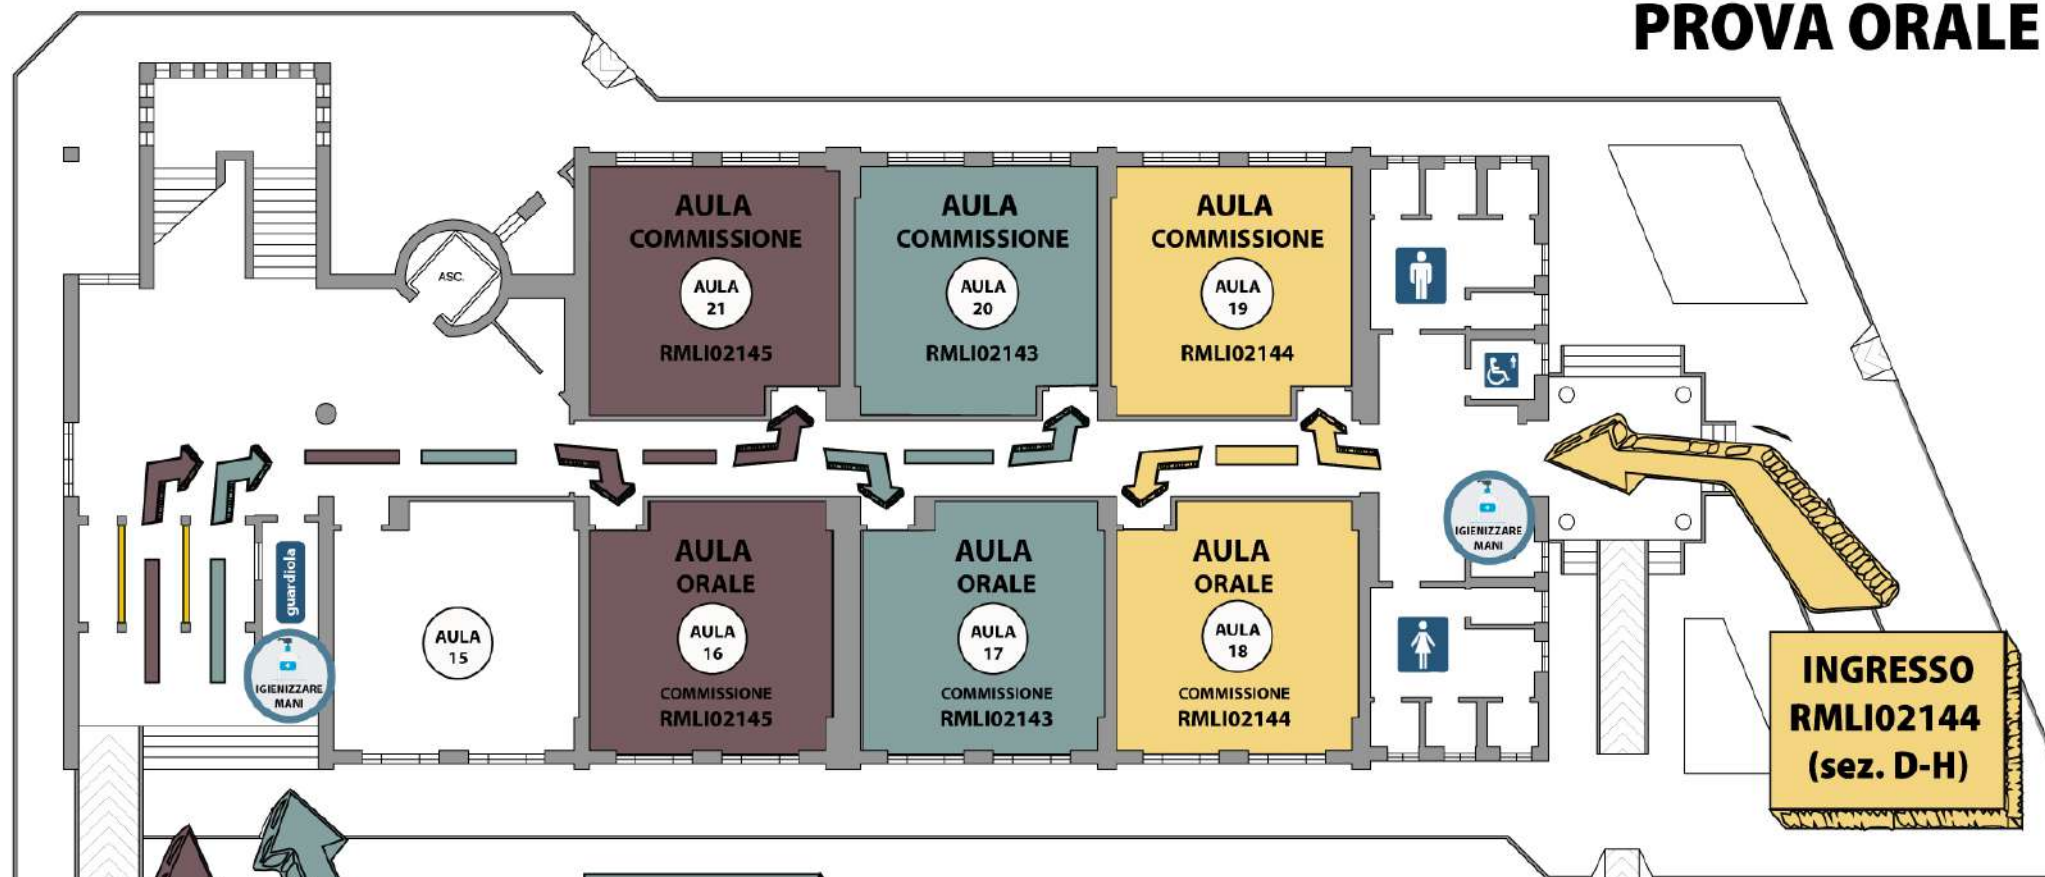 PROVA ORALE
AULA
COMMISSIONE
AULA
21
RMLI02145
AULA
COMMISSIONE
AULA
20
RMLI02143
AULA
COMMISSIONE
AULA
19
RMLI02144
ASC.
IGIENIZZARE
MANI
guardiola
IGIENIZZARE
MANI
AULA
15
AULA
ORALE
AULA
16
COMMISSIONE
RMLI02145
AULA
ORALE
AULA
17
COMMISSIONE
RMLI02143
AULA
ORALE
AULA
18
COMMISSIONE
RMLI02144
INGRESSO
RMLI02144
(sez. D-H)